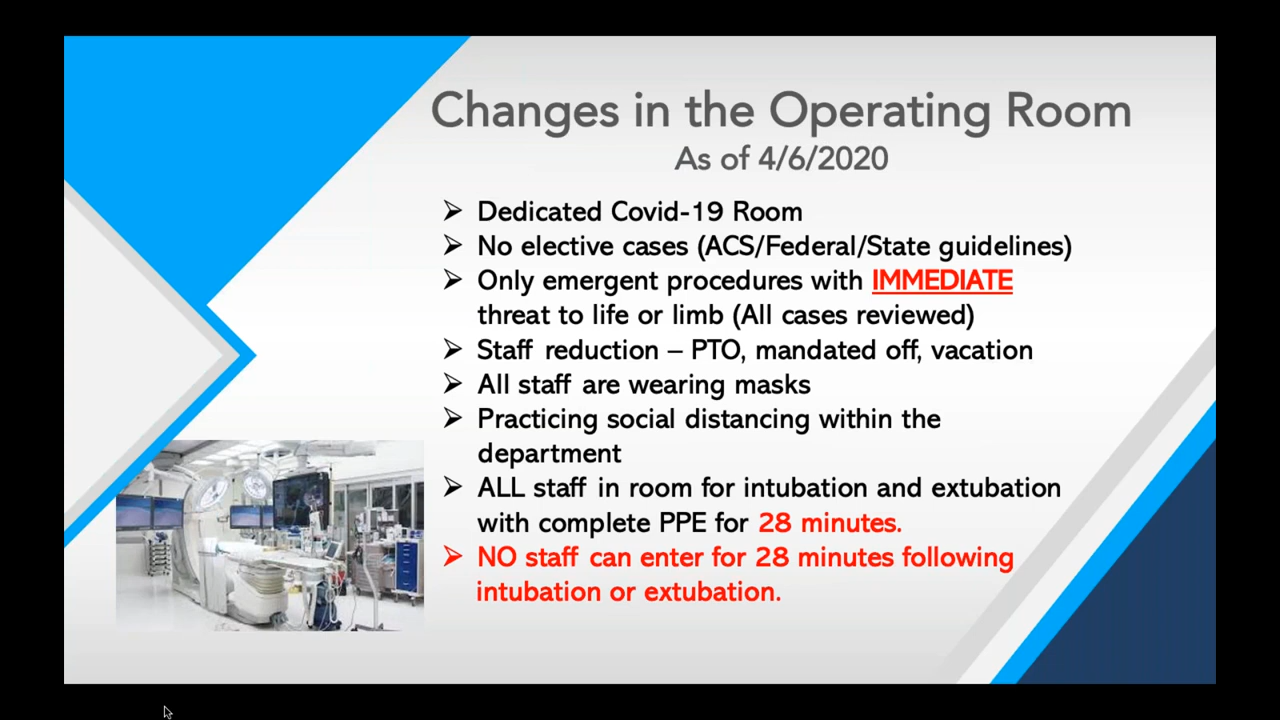 Changes in the Operating Room
As of 4/6/2020
➢ Dedicated Covid-19 Room
➢ No elective cases (ACS/Federal/State guidelines)
➢ Only emergent procedures with IMMEDIATE
threat to life or limb (All cases reviewed)
➢ Staff reduction – PTO, mandated off, vacation
➢ All staff are wearing masks
➢ Practicing social distancing within the
department
➢ ALL staff in room for intubation and extubation
with complete PPE for 28 minutes.
➢ NO staff can enter for 28 minutes following
intubation or extubation.